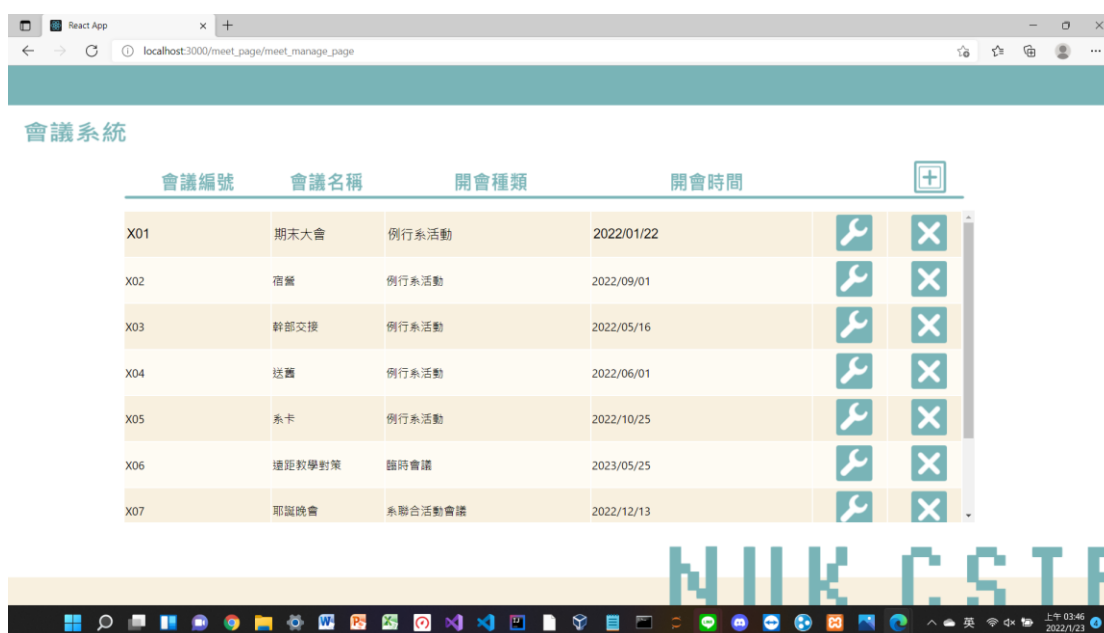 React App
localhost:3000/meet_page/meet_manage_page
會議系統
會議編號 會議名稱 開會種類 開會時間
X01 期末大會 例行系活動 2022/01/22
X02 宿營 例行系活動 2022/09/01
X03 幹部交接 例行系活動 2022/05/16
X04 送舊 例行系活動 2022/06/01
X05 系卡 例行系活動 2022/10/25
X06 遠距教學對策 臨時會議 2023/05/25
X07 耶誕晚會 系聯合活動會議 2022/12/13
NUK CSI
英 上午 03:46
2022/1/23